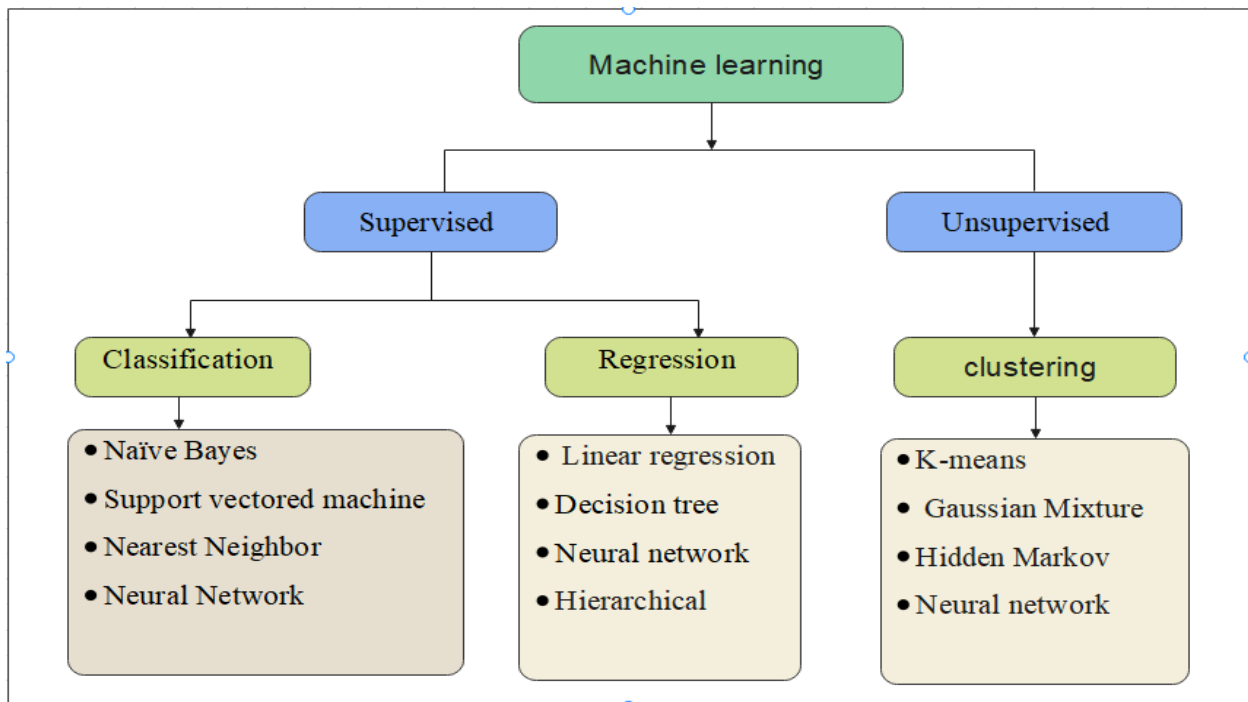 Machine learning
Supervised
Unsupervised
Classification
Regression
clustering
• Naïve Bayes
• Support vectored machine
• Nearest Neighbor
• Neural Network
• Linear regression
• Decision tree
• Neural network
• Hierarchical
• K-means
• Gaussian Mixture
• Hidden Markov
• Neural network